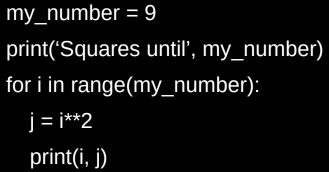 my_number = 9
print(‘Squares until’, my_number)
for i in range(my_number):
    j = i**2
    print(i, j)